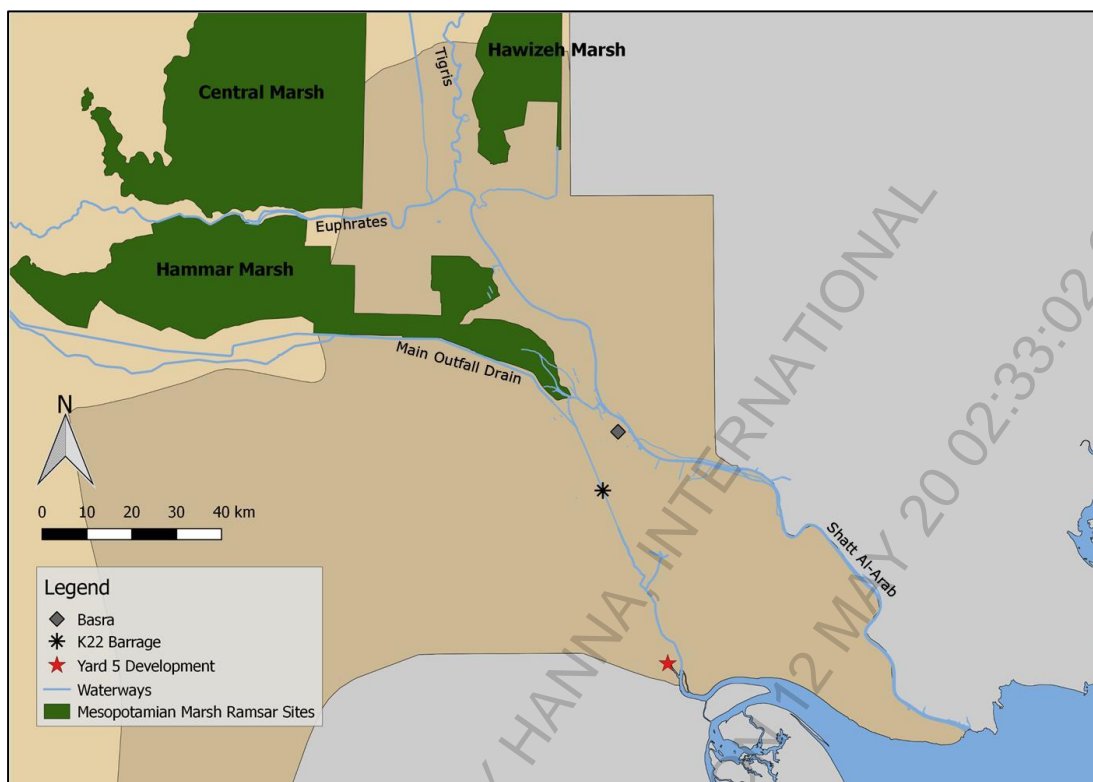 Hawizeh Marsh
Tigris
Central Marsh
Euphrates
Hammar Marsh
Main Outfall Drain
N
0 10 20 30 40 km
Shatt Al-Arab
Legend
Basra
K22 Barrage
Yard 5 Development
Waterways
Mesopotamian Marsh Ramsar Sites
Y HANNA, INTERNATIONAL
N 12 MAY 20 02:33:02